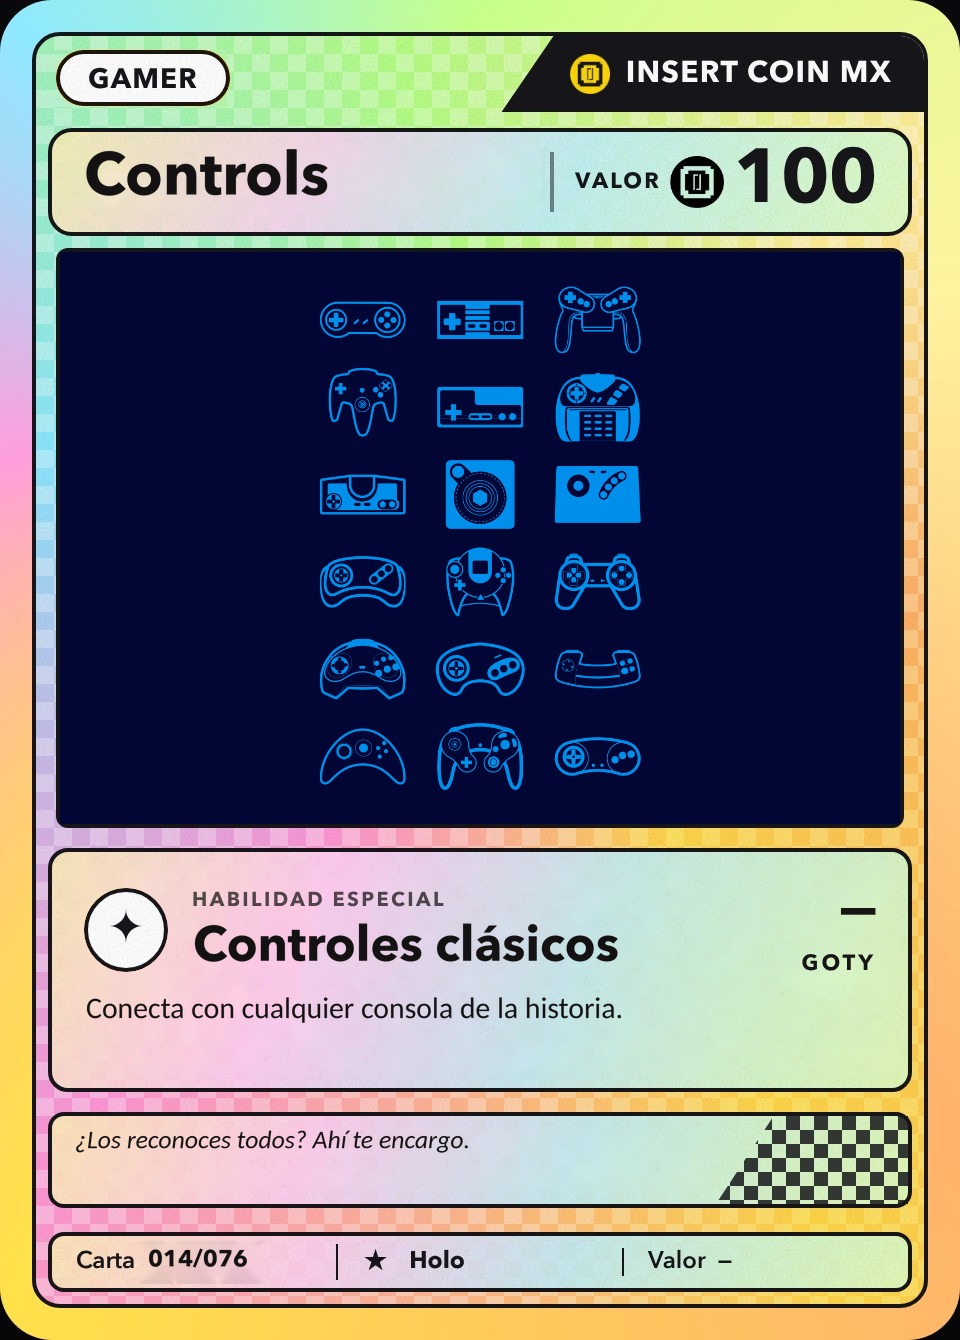 GAMER
INSERT COIN MX
Controls
VALOR 100
HABILIDAD ESPECIAL
Controles clásicos
—
GOTY
Conecta con cualquier consola de la historia.
¿Los reconoces todos? Ahí te encargo.
Carta 014/076 ★ Holo Valor –